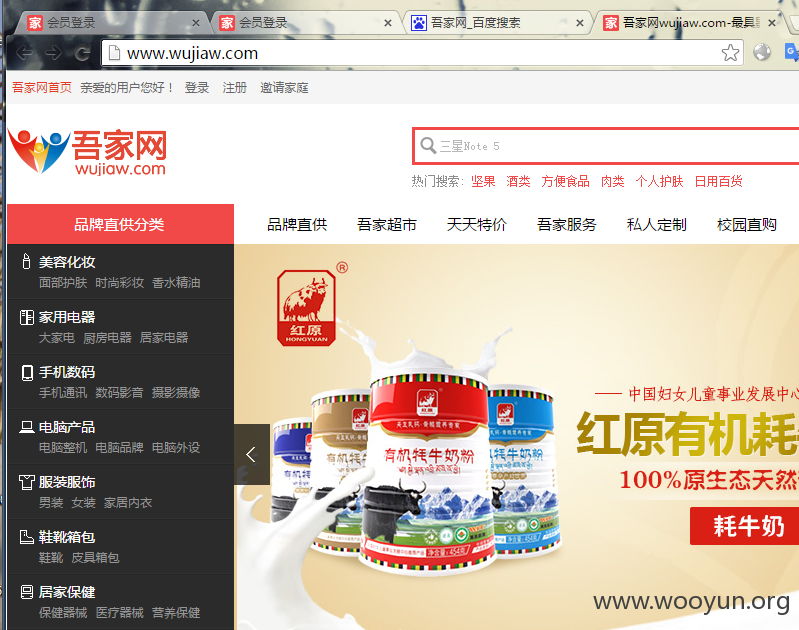 会员登录
会员登录
吾家网_百度搜索
吾家网wujiaw.com-最具
www.wujiaw.com
吾家网首页 亲爱的用户您好！ 登录 注册 邀请家庭
吾家网
wujiaw.com
三星Note 5
热门搜索: 坚果 酒类 方便食品 肉类 个人护肤 日用百货
品牌直供分类
品牌直供 吾家超市 天天特价 吾家服务 私人定制 校园直购
美容化妆
面部护肤 时尚彩妆 香水精油
家用电器
大家电 厨房电器 居家电器
手机数码
手机通讯 数码影音 摄影摄像
电脑产品
电脑整机 电脑品牌 电脑外设
服装服饰
男装 女装 家居内衣
鞋靴箱包
鞋靴 皮具箱包
居家保健
保健器械 医疗器械 营养保健
红原
HONGYUAN
®
有机牦牛奶粉
—— 中国妇女儿童事业发展中心
红原有机牦
100%原生态天然
牦牛奶
www.wooyun.org